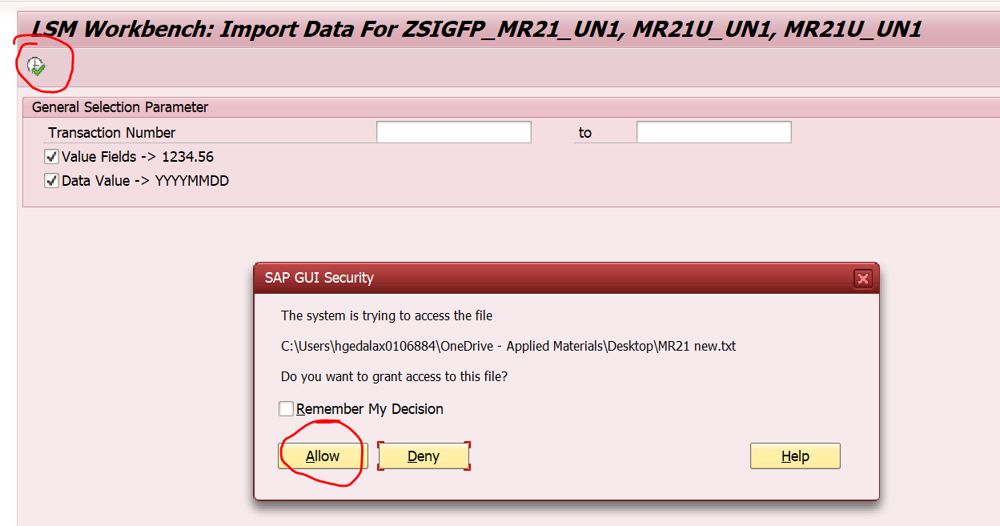 LSM Workbench: Import Data For ZSIGFP_MR21_UN1, MR21U_UN1, MR21U_UN1
General Selection Parameter
Transaction Number to
Value Fields -> 1234.56
Data Value -> YYYYMMDD
SAP GUI Security
The system is trying to access the file
C:\Users\hgedalax0106884\OneDrive - Applied Materials\Desktop\MR21 new.txt
Do you want to grant access to this file?
Remember My Decision
Allow Deny Help